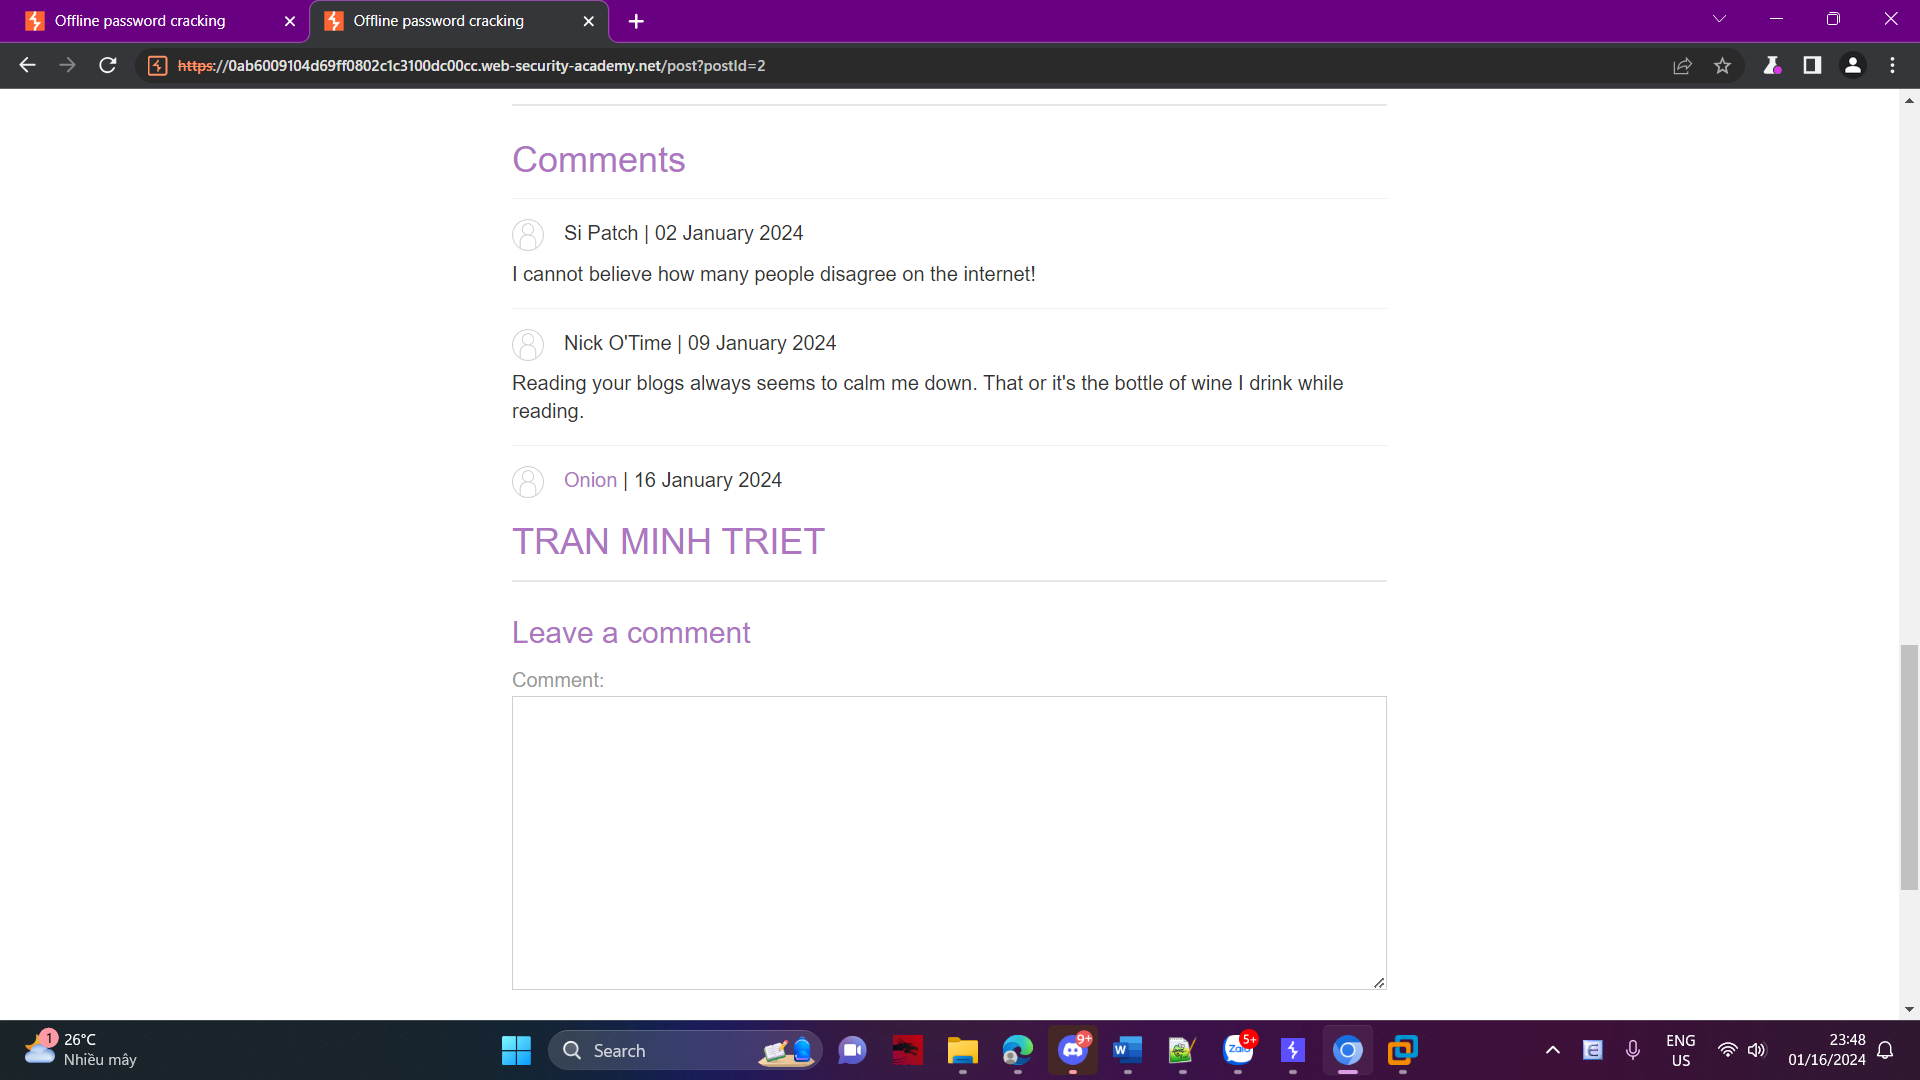 Offline password cracking
Offline password cracking
https://0ab6009104d69ff0802c1c3100dc00cc.web-security-academy.net/post?postId=2
Comments
Si Patch | 02 January 2024
I cannot believe how many people disagree on the internet!
Nick O'Time | 09 January 2024
Reading your blogs always seems to calm me down. That or it's the bottle of wine I drink while
reading.
Onion | 16 January 2024
TRAN MINH TRIET
Leave a comment
Comment:
1
26°C
Nhiều mây
Search
9+
W
Zalo
5+
E
ENG
US
23:48
01/16/2024